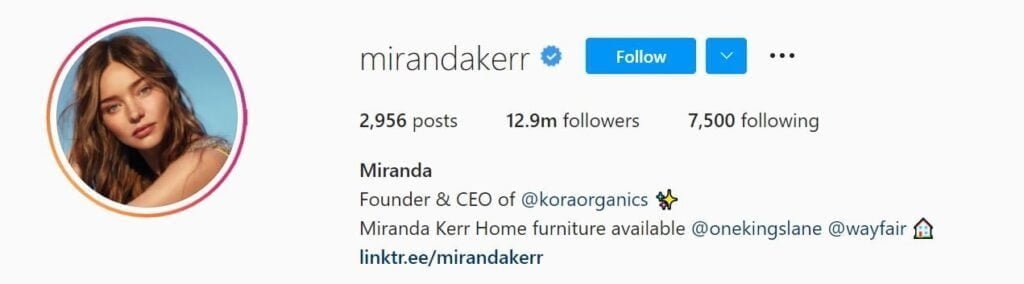 mirandakerr Follow
2,956 posts 12.9m followers 7,500 following
Miranda
Founder & CEO of @koraorganics ✨
Miranda Kerr Home furniture available @onekingslane @wayfair 🏠
linktr.ee/mirandakerr